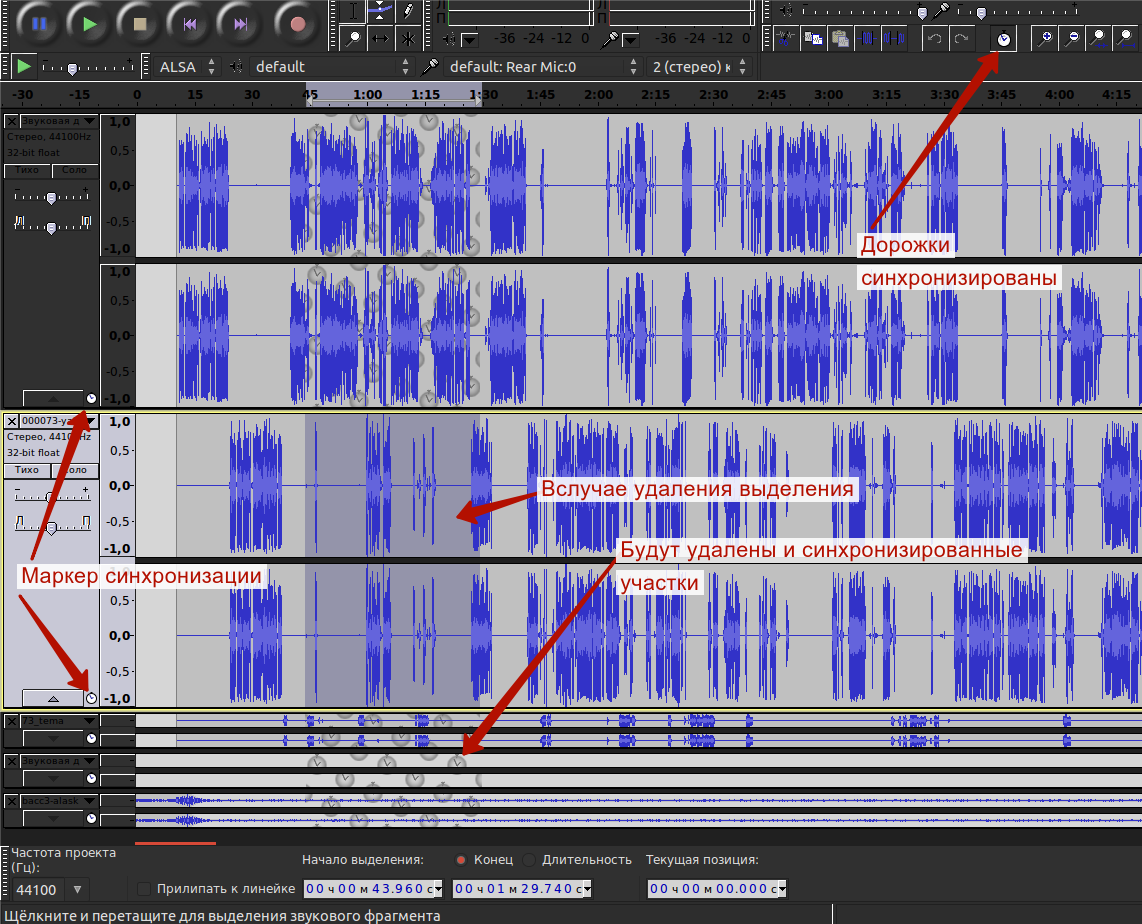 Л
П
-36 -24 -12 0
Л
П
-36 -24 -12 0
ALSA
default
default: Rear Mic:0
2 (стерео) к
-30 -15 0 15 30 45 1:00 1:15 1:30 1:45 2:00 2:15 2:30 2:45 3:00 3:15 3:30 3:45 4:00 4:15
Звуковая д
Стерео, 44100Hz
32-bit float
Тихо Соло
- +
Л П
1,0
0,5-
0,0-
-0,5-
-1,0
1,0
0,5-
0,0-
-0,5-
-1,0
Дорожки
синхронизированы
000073-уд
Стерео, 44100Hz
32-bit float
Тихо Соло
- +
Л П
1,0
0,5-
0,0-
-0,5-
-1,0
1,0
0,5-
0,0-
-0,5-
-1,0
Вслучае удаления выделения
Будут удалены и синхронизированные
участки
Маркер синхронизации
73_tema
Звуковая д
bacc3-alask
Частота проекта
(Гц):
44100
Прилипать к линейке
Начало выделения:
Конец
Длительность
Текущая позиция:
00 ч 00 м 43.960 с
00 ч 01 м 29.740 с
00 ч 00 м 00.000 с
Щёлкните и перетащите для выделения звукового фрагмента